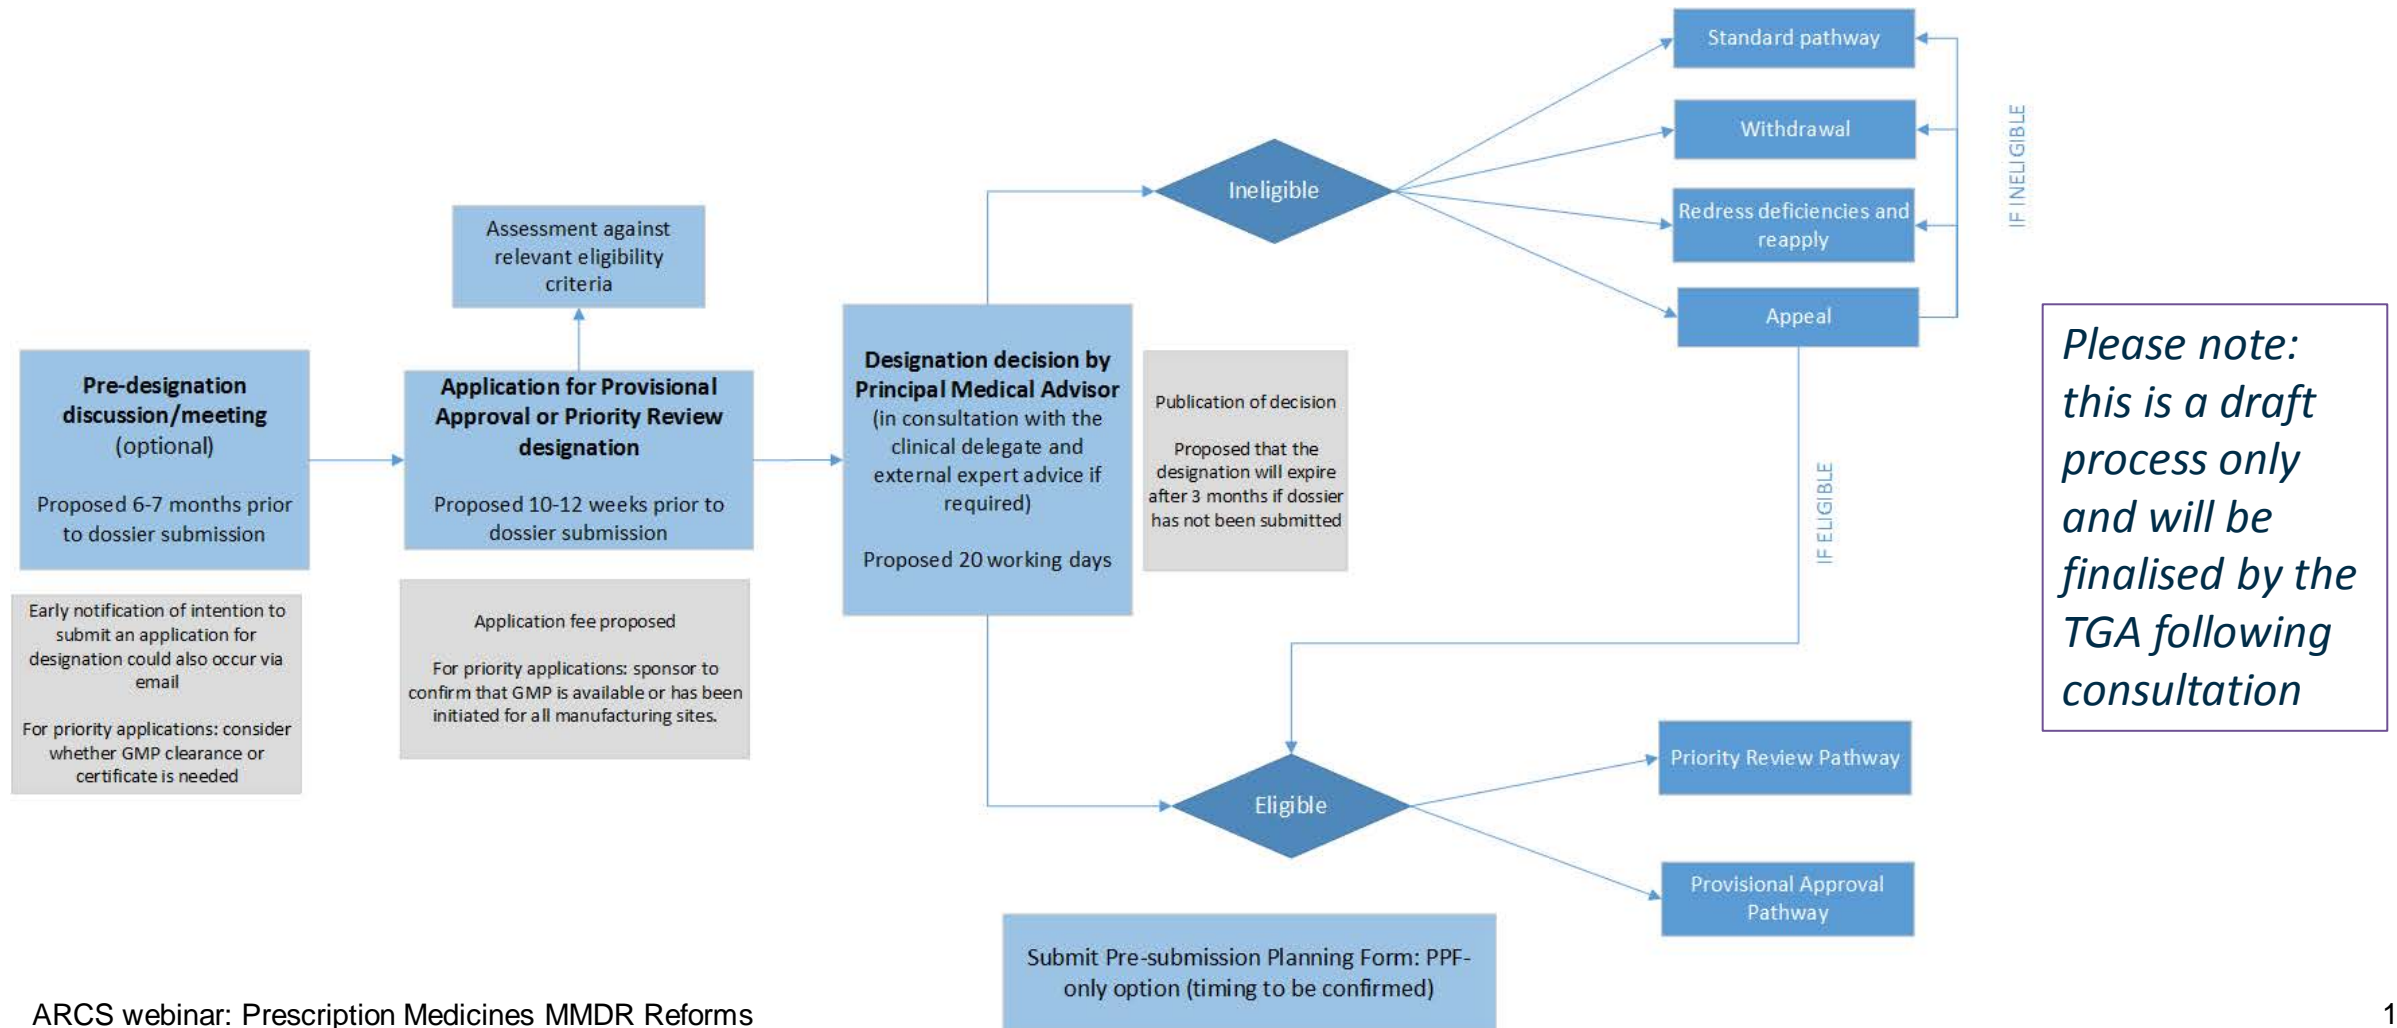 Pre-designation
discussion/meeting
(optional)
Proposed 6-7 months prior
to dossier submission
Early notification of intention to
submit an application for
designation could also occur via
email
For priority applications: consider
whether GMP clearance or
certificate is needed
Assessment against
relevant eligibility
criteria
Application for Provisional
Approval or Priority Review
designation
Proposed 10-12 weeks prior to
dossier submission
Application fee proposed
For priority applications: sponsor to
confirm that GMP is available or has been
initiated for all manufacturing sites.
Designation decision by
Principal Medical Advisor
(in consultation with the
clinical delegate and
external expert advice if
required)
Proposed 20 working days
Publication of decision
Proposed that the
designation will expire
after 3 months if dossier
has not been submitted
Ineligible
Standard pathway
Withdrawal
Redress deficiencies and
reapply
Appeal
IF INELIGIBLE
IF ELIGIBLE
Eligible
Priority Review Pathway
Provisional Approval
Pathway
Submit Pre-submission Planning Form: PPF-
only option (timing to be confirmed)
Please note:
this is a draft
process only
and will be
finalised by the
TGA following
consultation
ARCS webinar: Prescription Medicines MMDR Reforms
1